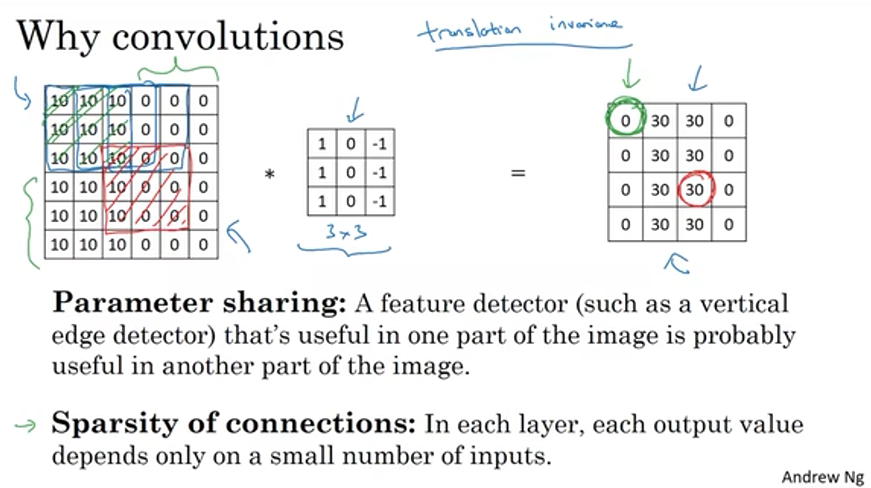 Why convolutions
translation invariance
10 10 10 0 0 0
10 10 10 0 0 0
10 10 10 0 0 0
10 10 10 0 0 0
10 10 10 0 0 0
10 10 10 0 0 0
*
1 0 -1
1 0 -1
1 0 -1
3×3
=
0 30 30 0
0 30 30 0
0 30 30 0
0 30 30 0
Parameter sharing: A feature detector (such as a vertical
edge detector) that’s useful in one part of the image is probably
useful in another part of the image.
→ Sparsity of connections: In each layer, each output value
depends only on a small number of inputs.
Andrew Ng